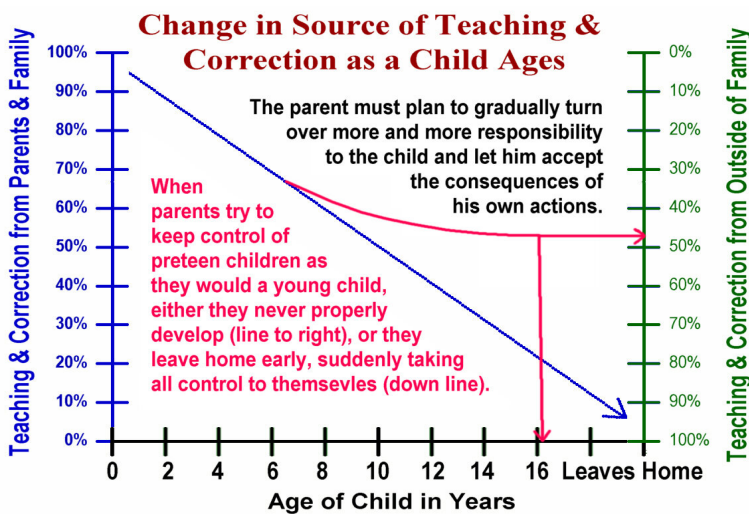 Change in Source of Teaching &
Correction as a Child Ages
Teaching & Correction from Parents & Family
100%
90%
80%
70%
60%
50%
40%
30%
20%
10%
0%
The parent must plan to gradually turn
over more and more responsibility
to the child and let him accept
the consequences of
his own actions.
When
parents try to
keep control of
preteen children as
they would a young child,
either they never properly
develop (line to right), or they
leave home early, suddenly taking
all control to themsevles (down line).
0%
10%
20%
30%
40%
50%
60%
70%
80%
90%
100%
Teaching & Correction from Outside of Family
0 2 4 6 8 10 12 14 16 Leaves Home
Age of Child in Years